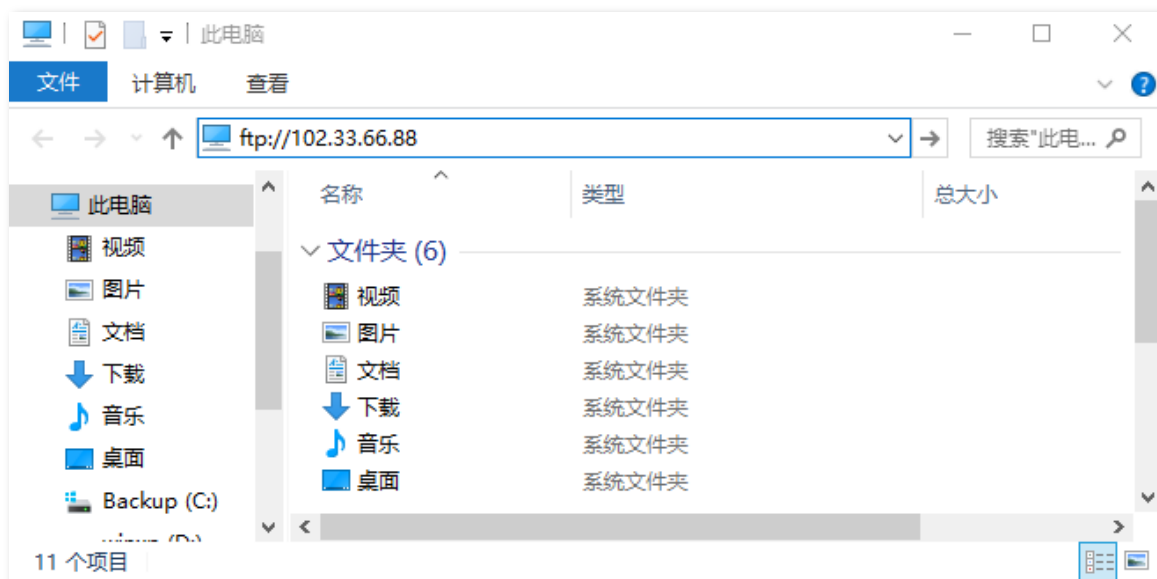 此电脑
文件 计算机 查看
ftp://102.33.66.88 搜索"此电...
此电脑
视频
图片
文档
下载
音乐
桌面
Backup (C:)
名称 类型 总大小
文件夹 (6)
视频 系统文件夹
图片 系统文件夹
文档 系统文件夹
下载 系统文件夹
音乐 系统文件夹
桌面 系统文件夹
11 个项目